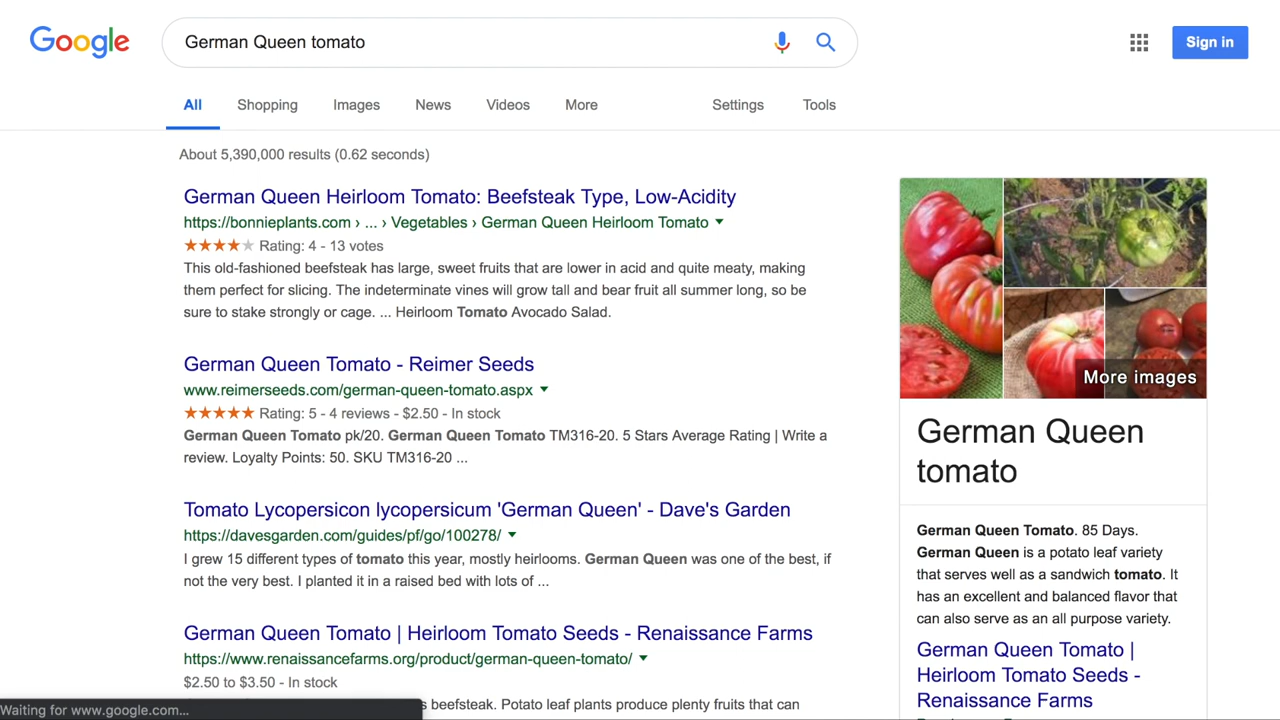 Google
German Queen tomato
Sign in
All Shopping Images News Videos More Settings Tools
About 5,390,000 results (0.62 seconds)
German Queen Heirloom Tomato: Beefsteak Type, Low-Acidity
https://bonnieplants.com › ... › Vegetables › German Queen Heirloom Tomato
Rating: 4 - 13 votes
This old-fashioned beefsteak has large, sweet fruits that are lower in acid and quite meaty, making
them perfect for slicing. The indeterminate vines will grow tall and bear fruit all summer long, so be
sure to stake strongly or cage. ... Heirloom Tomato Avocado Salad.
German Queen Tomato - Reimer Seeds
www.reimerseeds.com/german-queen-tomato.aspx
Rating: 5 - 4 reviews - $2.50 - In stock
German Queen Tomato pk/20. German Queen Tomato TM316-20. 5 Stars Average Rating | Write a
review. Loyalty Points: 50. SKU TM316-20 ...
Tomato Lycopersicon lycopersicum 'German Queen' - Dave's Garden
https://davesgarden.com/guides/pf/go/100278/
I grew 15 different types of tomato this year, mostly heirlooms. German Queen was one of the best, if
not the very best. I planted it in a raised bed with lots of ...
German Queen Tomato | Heirloom Tomato Seeds - Renaissance Farms
https://www.renaissancefarms.org/product/german-queen-tomato/
$2.50 to $3.50 - In stock
s beefsteak. Potato leaf plants produce plenty fruits that can
Waiting for www.google.com...
More images
German Queen
tomato
German Queen Tomato. 85 Days.
German Queen is a potato leaf variety
that serves well as a sandwich tomato. It
has an excellent and balanced flavor that
can also serve as an all purpose variety.
German Queen Tomato |
Heirloom Tomato Seeds -
Renaissance Farms